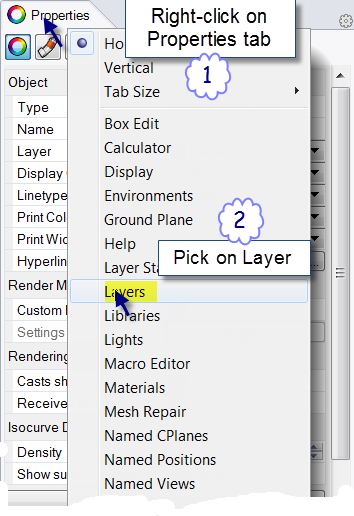 Properties
Right-click on
Properties tab
Ho
Vertical
1
Tab Size
Object
Type
Name
Layer
Display
Linetype
Print Col
Print Wid
Hyperlin
Render M
Custom
Settings
Rendering
Casts sh
Receive
Isocurve D
Density
Show su
Box Edit
Calculator
Display
Environments
Ground Plane
2
Help
Pick on Layer
Layer Sta
Layers
Libraries
Lights
Macro Editor
Materials
Mesh Repair
Named CPlanes
Named Positions
Named Views